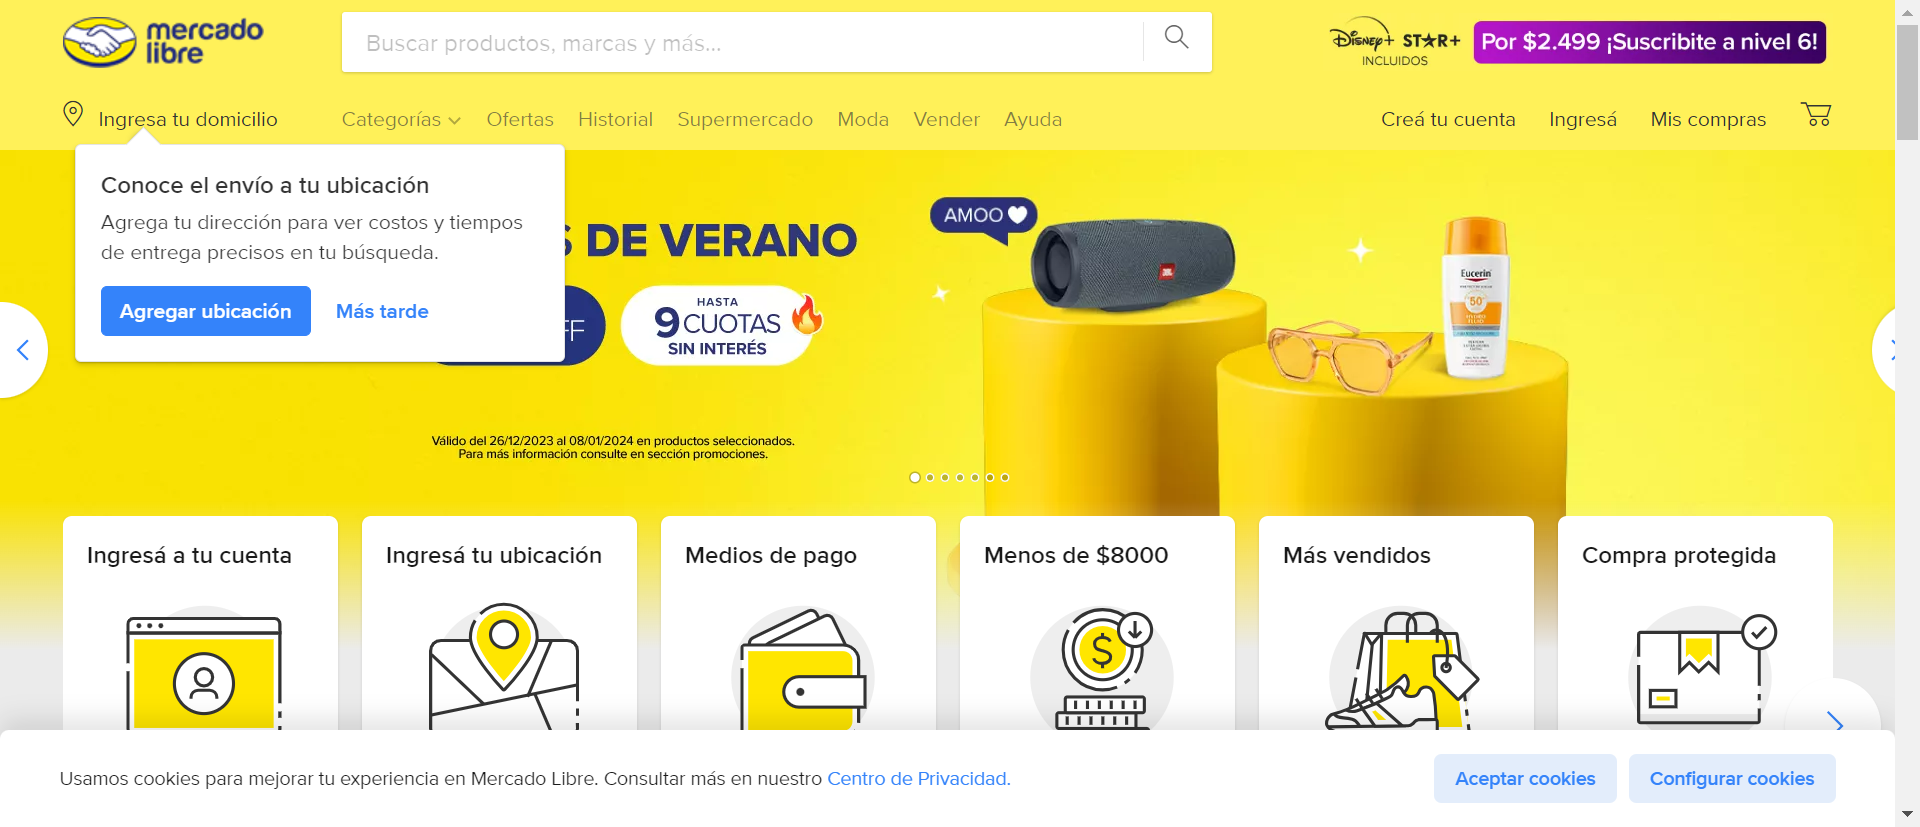 mercado
libre
Buscar productos, marcas y más...
Disney+ STAR+
INCLUIDOS
Por $2.499 ¡Suscribite a nivel 6!
Ingresa tu domicilio
Categorías
Ofertas
Historial
Supermercado
Moda
Vender
Ayuda
Creá tu cuenta
Ingresá
Mis compras
Conoce el envío a tu ubicación
Agrega tu dirección para ver costos y tiempos
de entrega precisos en tu búsqueda.
Agregar ubicación
Más tarde
S DE VERANO
FF
HASTA
9 CUOTAS
SIN INTERÉS
AMOO
JBL
Eucerin
50+
Válido del 26/12/2023 al 08/01/2024 en productos seleccionados.
Para más información consulte en sección promociones.
Ingresá a tu cuenta
Ingresá tu ubicación
Medios de pago
Menos de $8000
Más vendidos
Compra protegida
$
Usamos cookies para mejorar tu experiencia en Mercado Libre. Consultar más en nuestro Centro de Privacidad.
Aceptar cookies
Configurar cookies